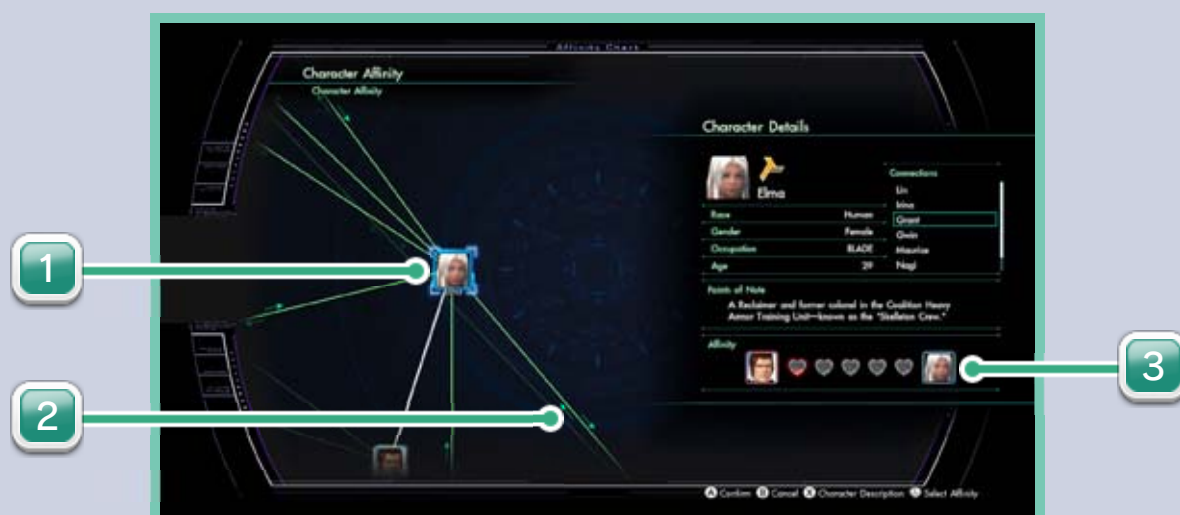 Affinity Chart
Character Affinity
Character Affinity
Character Details
Elma
Connections
Lin
Irina
Grant
Gwin
Maurice
Nagi
Race Human
Gender Female
Occupation BLADE
Age 29
Points of Note
A Reclaimer and former colonel in the Coalition Heavy
Armor Training Unit—known as the "Skeleton Crew."
Affinity
1
2
3
A Confirm B Cancel X Character Description L Select Affinity